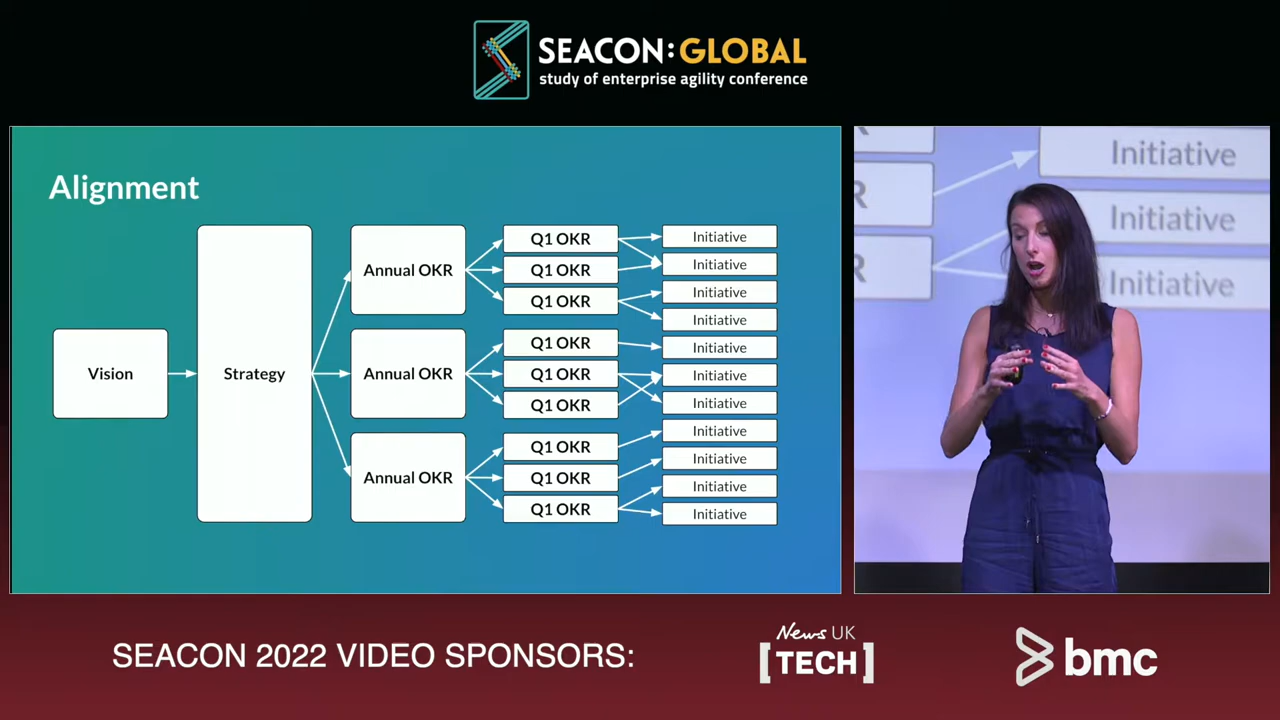 SEACON:GLOBAL
study of enterprise agility conference
Alignment
Vision
Strategy
Annual OKR
Annual OKR
Annual OKR
Q1 OKR
Q1 OKR
Q1 OKR
Q1 OKR
Q1 OKR
Q1 OKR
Q1 OKR
Q1 OKR
Q1 OKR
Initiative
Initiative
Initiative
Initiative
Initiative
Initiative
Initiative
Initiative
Initiative
Initiative
Initiative
R
R
Initiative
Initiative
Initiative
SEACON 2022 VIDEO SPONSORS:
News UK
[TECH]
bmc